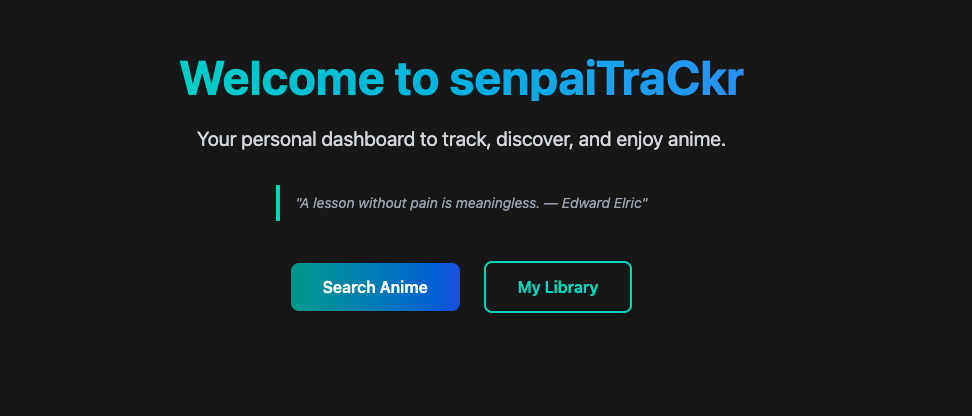 Welcome to senpaiTraCkr
Your personal dashboard to track, discover, and enjoy anime.
"A lesson without pain is meaningless. — Edward Elric"
Search Anime
My Library